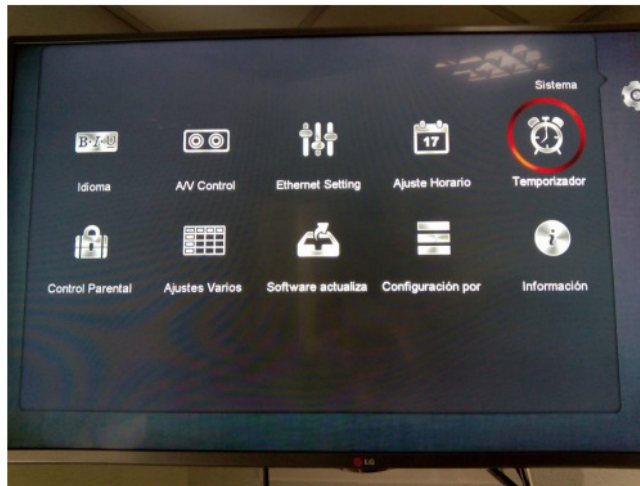 Sistema
B·I·U
17
Idioma
A/V Control
Ethernet Setting
Ajuste Horario
Temporizador
i
Control Parental
Ajustes Varios
Software actualiza
Configuración por
Información
LG